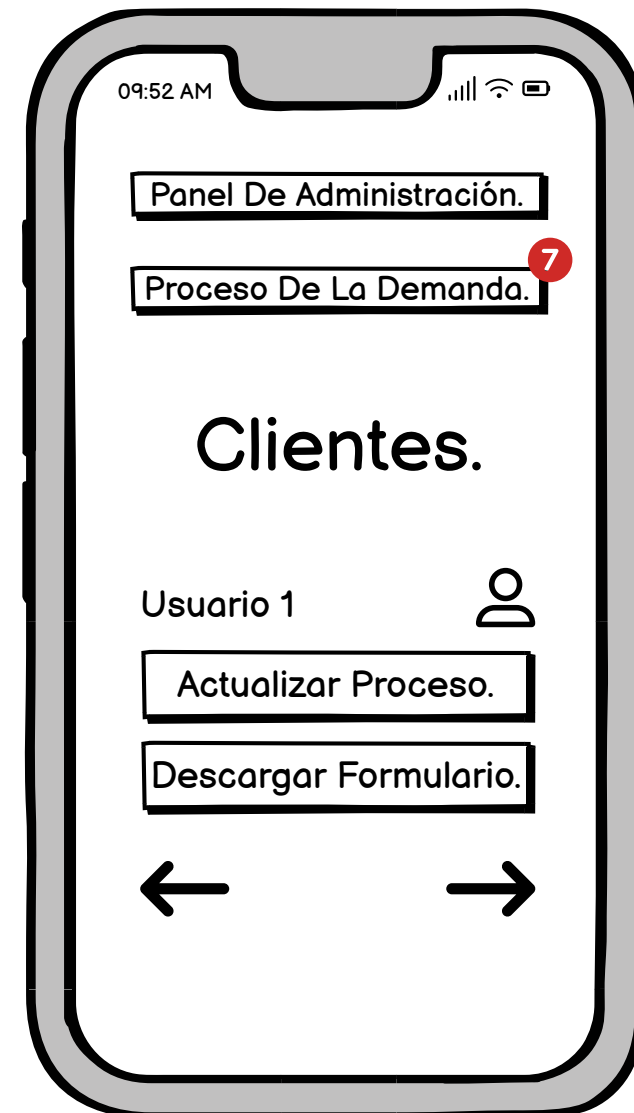 09:52 AM
Panel De Administración.
7
Proceso De La Demanda.
Clientes.
Usuario 1
Actualizar Proceso.
Descargar Formulario.